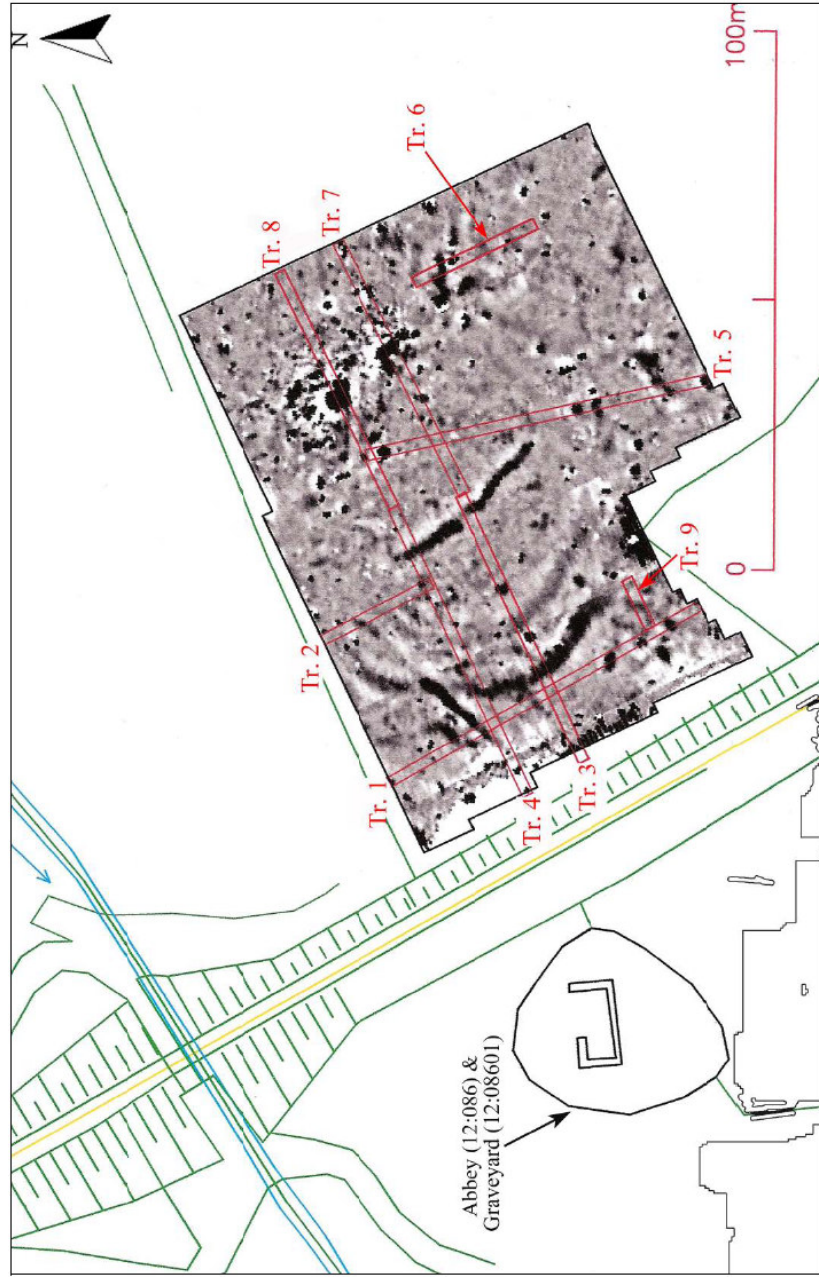 N
Tr. 1
Tr. 2
Tr. 3
Tr. 4
Tr. 5
Tr. 6
Tr. 7
Tr. 8
Tr. 9
0
100m
Abbey (12:086) &
Graveyard (12:08601)